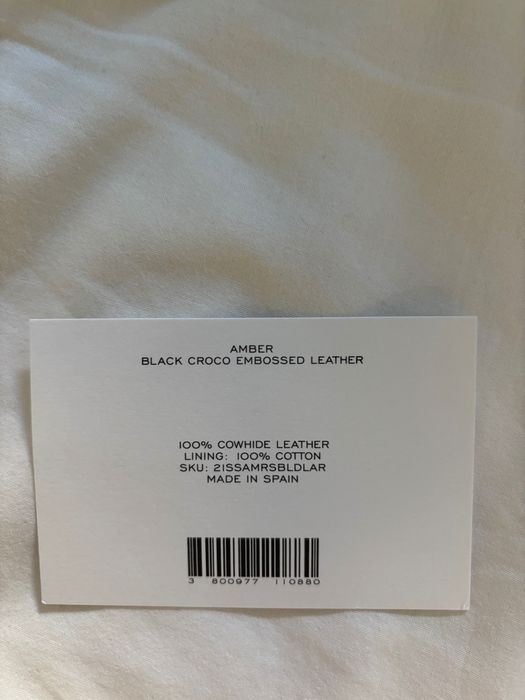 AMBER
BLACK CROCO EMBOSSED LEATHER
100% COWHIDE LEATHER
LINING: 100% COTTON
SKU: 21SSAMRSBLDLAR
MADE IN SPAIN
3 800977 110880